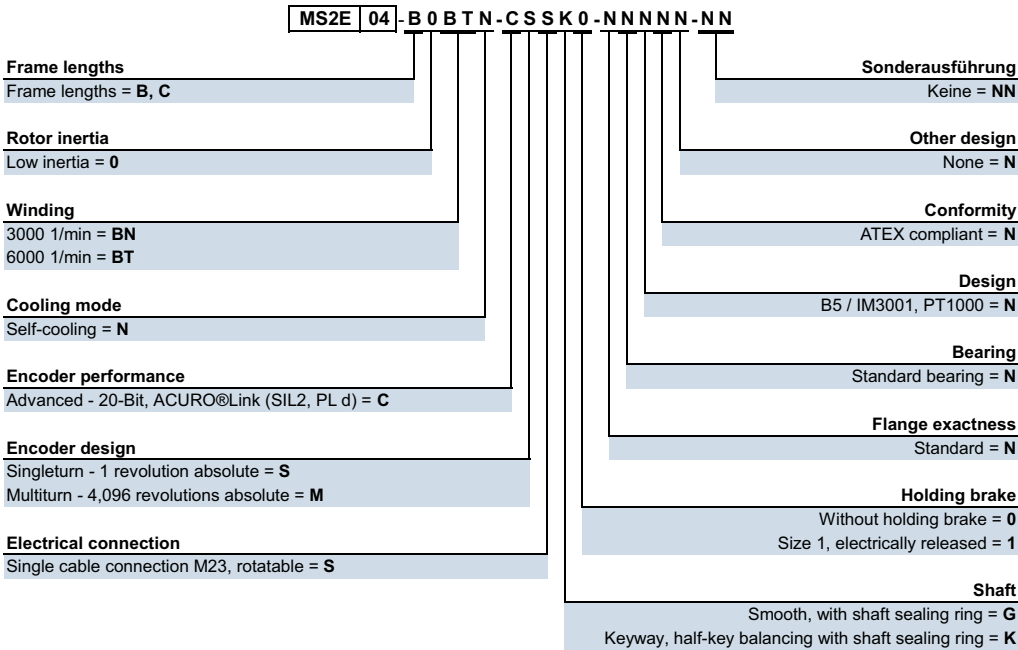 MS2E 04-B0BTN-CSSK0-NNNNN-NN
Frame lengths
Frame lengths = B, C
Rotor inertia
Low inertia = 0
Winding
3000 1/min = BN
6000 1/min = BT
Cooling mode
Self-cooling = N
Encoder performance
Advanced - 20-Bit, ACURO®Link (SIL2, PL d) = C
Encoder design
Singleturn - 1 revolution absolute = S
Multiturn - 4,096 revolutions absolute = M
Electrical connection
Single cable connection M23, rotatable = S
Sonderausführung
Keine = NN
Other design
None = N
Conformity
ATEX compliant = N
Design
B5 / IM3001, PT1000 = N
Bearing
Standard bearing = N
Flange exactness
Standard = N
Holding brake
Without holding brake = 0
Size 1, electrically released = 1
Shaft
Smooth, with shaft sealing ring = G
Keyway, half-key balancing with shaft sealing ring = K